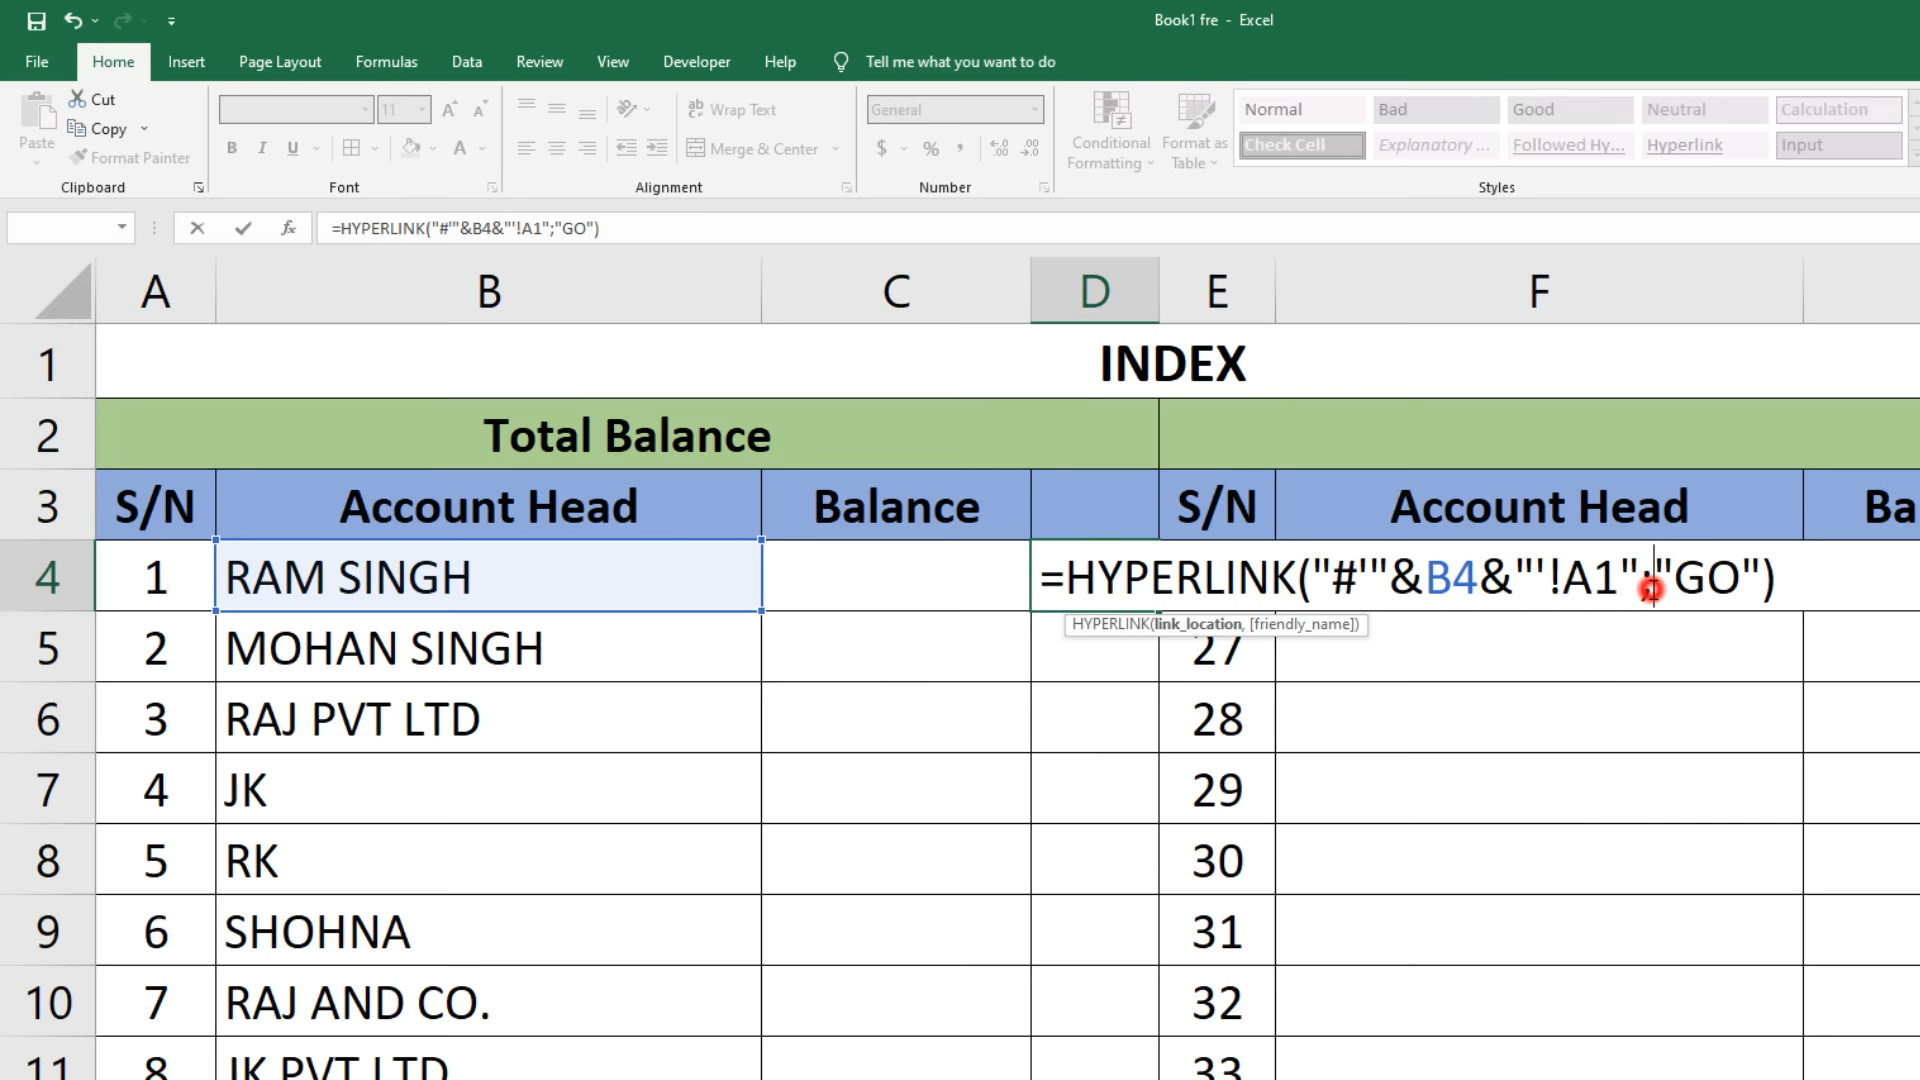 Book1 fre - Excel
File Home Insert Page Layout Formulas Data Review View Developer Help Tell me what you want to do
Paste
Cut
Copy
Format Painter
Clipboard
11
B I U
Font
Wrap Text
Merge & Center
Alignment
General
$ % ,
Number
Conditional Formatting
Format as Table
Normal Bad Good Neutral Calculation
Check Cell Explanatory ... Followed Hy... Hyperlink Input
Styles
=HYPERLINK("#'"&B4&"'!A1";"GO")
A B C D E F
1 INDEX
2 Total Balance
3 S/N Account Head Balance S/N Account Head Ba
4 1 RAM SINGH =HYPERLINK("#'"&B4&"'!A1";"GO")
HYPERLINK(link_location, [friendly_name])
5 2 MOHAN SINGH 27
6 3 RAJ PVT LTD 28
7 4 JK 29
8 5 RK 30
9 6 SHOHNA 31
10 7 RAJ AND CO. 32
11 8 JK PVT LTD 33